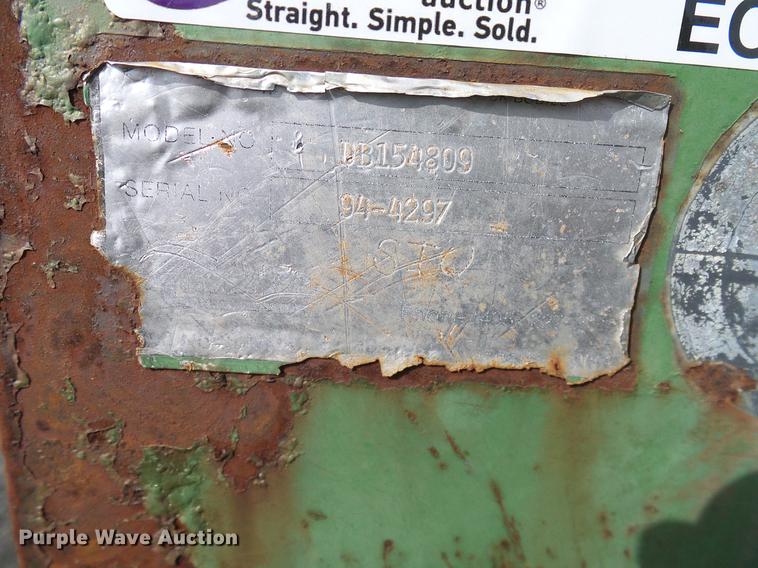 auction®
Straight. Simple. Sold.
EC
MODEL NO
DB154809
SERIAL NO
94-4297
Purple Wave Auction